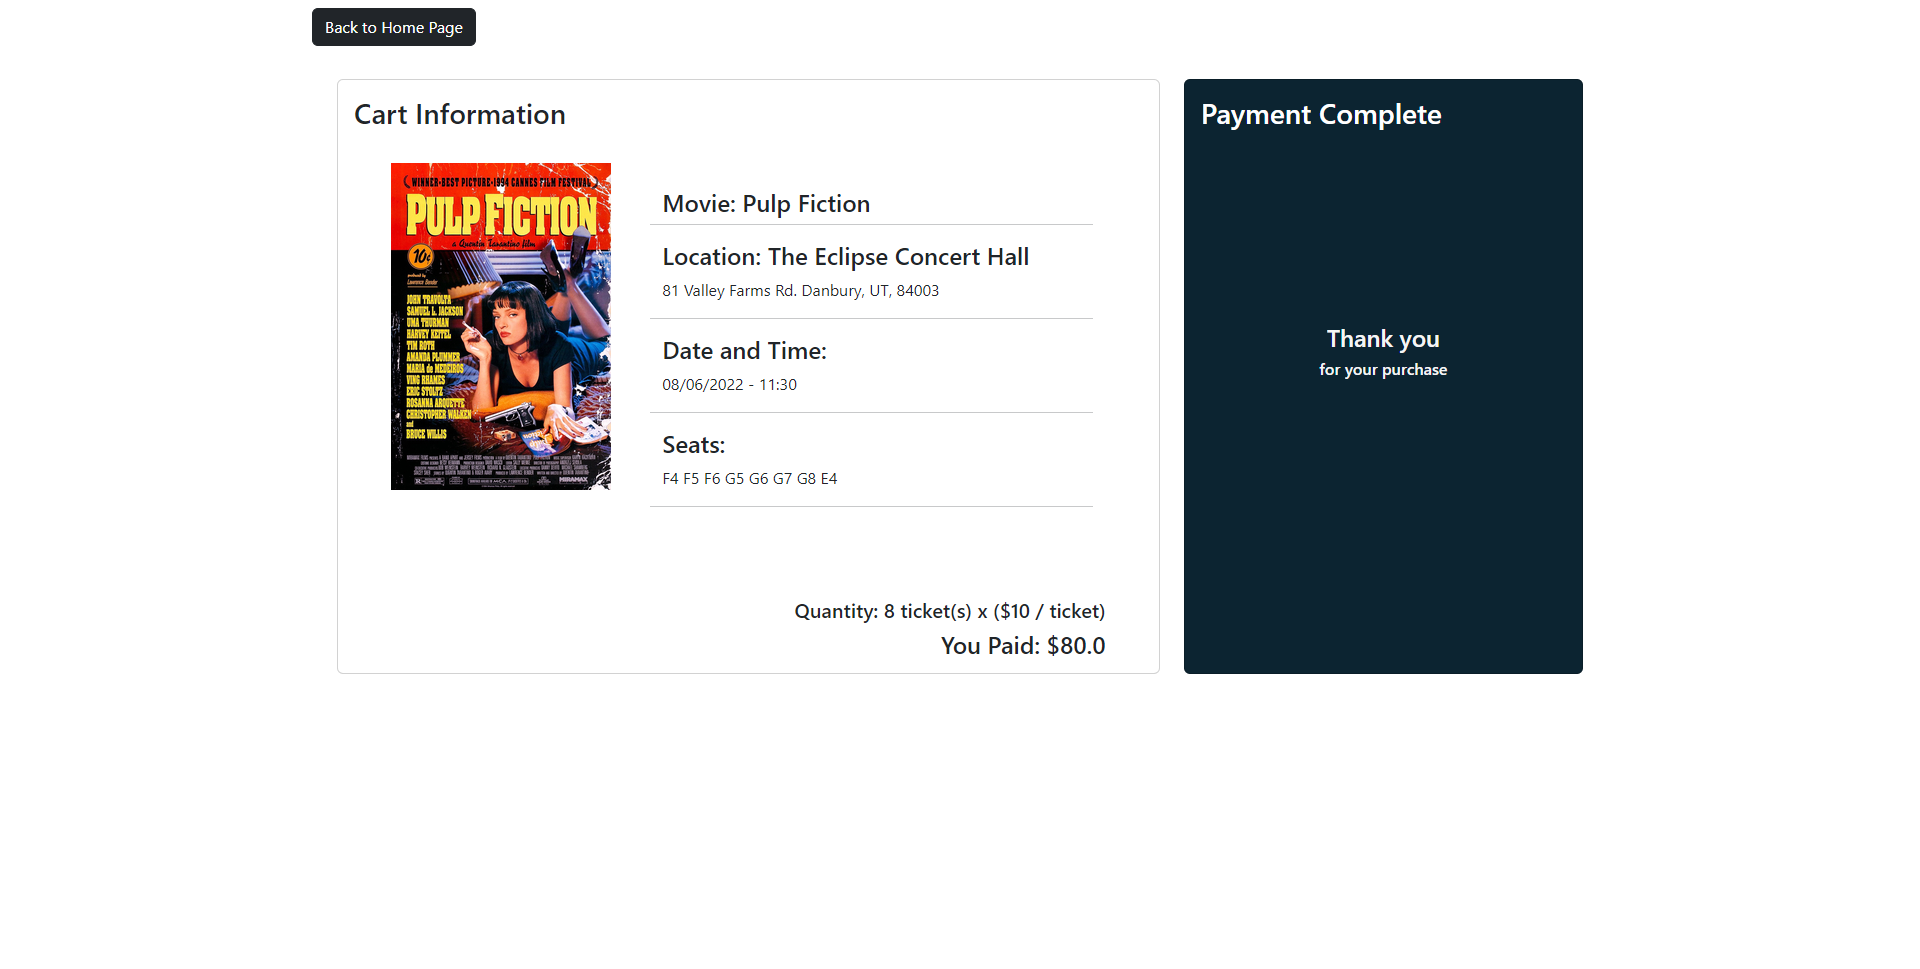 Back to Home Page
Cart Information
WINNER-BEST PICTURE-1994 CANNES FILM FESTIVAL
PULP FICTION
a Quentin Tarantino film
10¢
produced by
Lawrence Bender
JOHN TRAVOLTA
SAMUEL L. JACKSON
UMA THURMAN
HARVEY KEITEL
TIM ROTH
AMANDA PLUMMER
MARIA de MEDEIROS
VING RHAMES
ERIC STOLTZ
ROSANNA ARQUETTE
CHRISTOPHER WALKEN
and
BRUCE WILLIS
MIRAMAX
Movie: Pulp Fiction
Location: The Eclipse Concert Hall
81 Valley Farms Rd. Danbury, UT, 84003
Date and Time:
08/06/2022 - 11:30
Seats:
F4 F5 F6 G5 G6 G7 G8 E4
Quantity: 8 ticket(s) x ($10 / ticket)
You Paid: $80.0
Payment Complete
Thank you
for your purchase